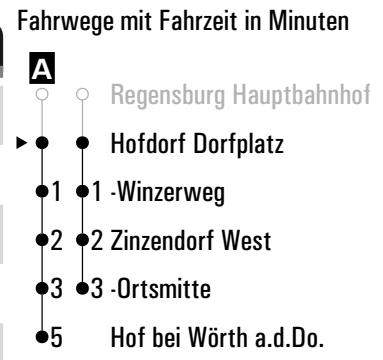 Fahrwege mit Fahrzeit in Minuten
A
Regensburg Hauptbahnhof
Hofdorf Dorfplatz
1 1 -Winzerweg
2 2 Zinzendorf West
3 3 -Ortsmitte
5 Hof bei Wörth a.d.Do.